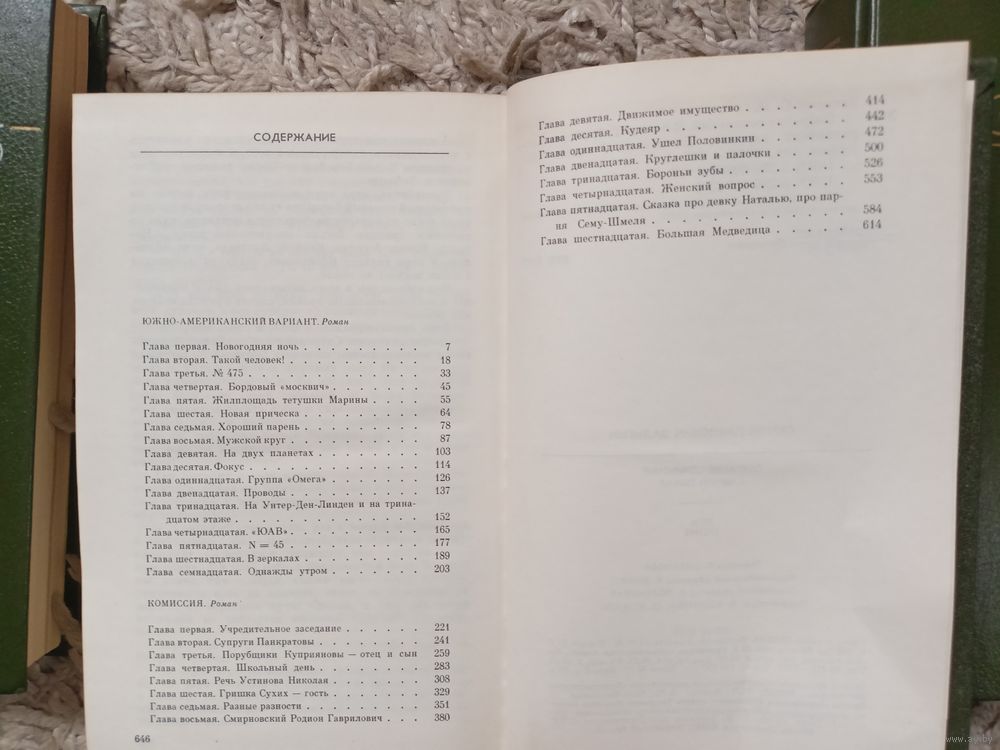 СОДЕРЖАНИЕ
ЮЖНО-АМЕРИКАНСКИЙ ВАРИАНТ. Роман
Глава первая. Новогодняя ночь . . . . . . . . . 7
Глава вторая. Такой человек! . . . . . . . . . . 18
Глава третья. № 475 . . . . . . . . . . . . . 33
Глава четвертая. Бордовый «москвич» . . . . . . . 45
Глава пятая. Жилплощадь тетушки Марины . . . . 55
Глава шестая. Новая прическа . . . . . . . . . 64
Глава седьмая. Хороший парень . . . . . . . . . 78
Глава восьмая. Мужской круг . . . . . . . . . . 87
Глава девятая. На двух планетах . . . . . . . . 103
Глава десятая. Фокус . . . . . . . . . . . . . 114
Глава одиннадцатая. Группа «Омега» . . . . . . . 126
Глава двенадцатая. Проводы . . . . . . . . . . 137
Глава тринадцатая. На Унтер-Ден-Линден и на трина-
дцатом этаже . . . . . . . . . . . . . . 152
Глава четырнадцатая. «ЮАВ» . . . . . . . . . . 165
Глава пятнадцатая. N = 45 . . . . . . . . . . 177
Глава шестнадцатая. В зеркалах . . . . . . . . . 189
Глава семнадцатая. Однажды утром . . . . . . . 203
КОМИССИЯ. Роман
Глава первая. Учредительное заседание . . . . . . 221
Глава вторая. Супруги Панкратовы . . . . . . . . 241
Глава третья. Порубщики Куприяновы — отец и сын 259
Глава четвертая. Школьный день . . . . . . . . 283
Глава пятая. Речь Устинова Николая . . . . . . . 308
Глава шестая. Гришка Сухих — гость . . . . . . . 329
Глава седьмая. Разные разности . . . . . . . . . 351
Глава восьмая. Смирновский Родион Гаврилович . . . 380
646
Глава девятая. Движимое имущество . . . . . . . 414
Глава десятая. Кудеяр . . . . . . . . . . . . 442
Глава одиннадцатая. Ушел Половинкин . . . . . . 472
Глава двенадцатая. Круглешки и палочки . . . . . 500
Глава тринадцатая. Бороньи зубы . . . . . . . . 526
Глава четырнадцатая. Женский вопрос . . . . . . 553
Глава пятнадцатая. Сказка про девку Наталью, про пар-
ня Сему-Шмеля . . . . . . . . . . . . 584
Глава шестнадцатая. Большая Медведица . . . . . 614
www.ay.by